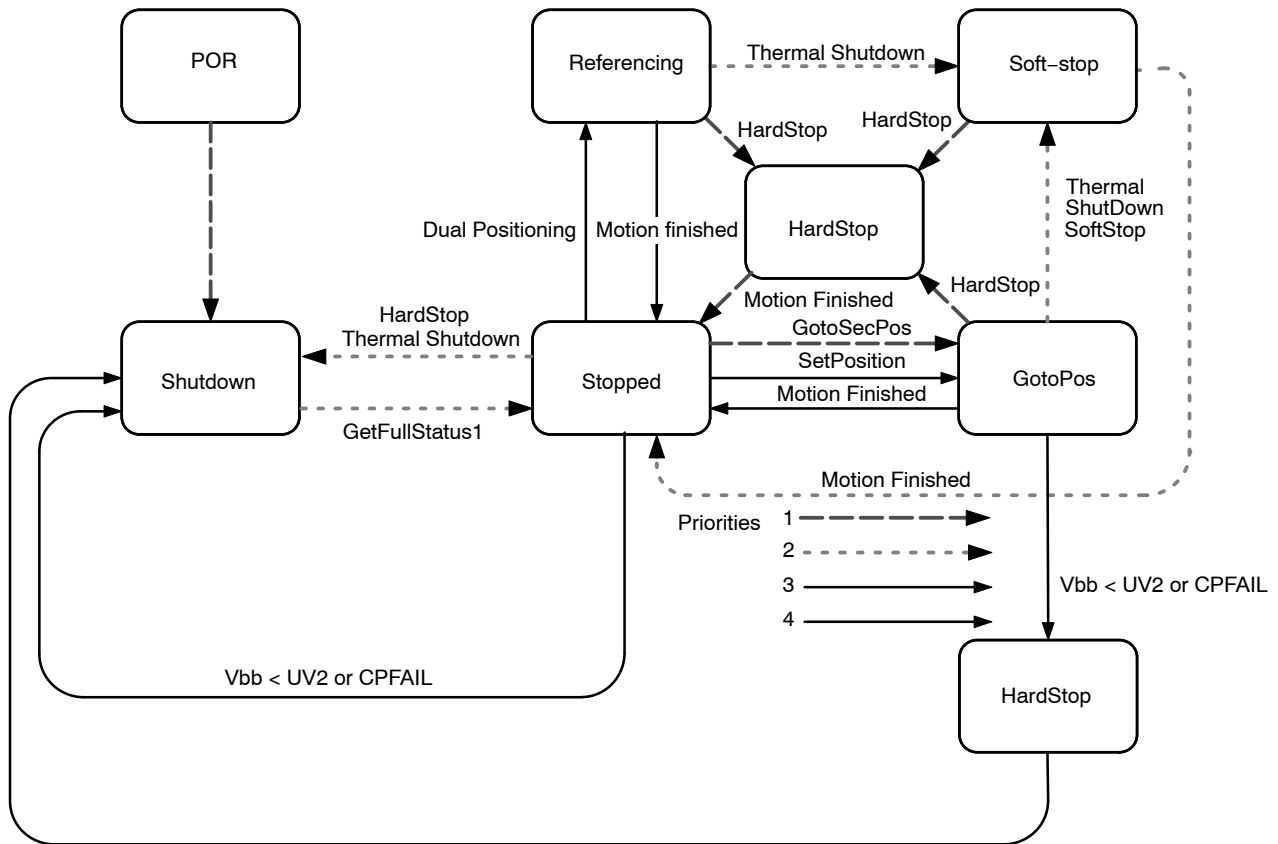 POR
Referencing
Thermal Shutdown
Soft−stop
HardStop
HardStop
Thermal
ShutDown
SoftStop
HardStop
Dual Positioning
Motion finished
HardStop
Motion Finished
HardStop
Thermal Shutdown
GotoSecPos
SetPosition
Motion Finished
Shutdown
Stopped
GotoPos
GetFullStatus1
Motion Finished
Priorities
1
2
3
4
Vbb < UV2 or CPFAIL
Vbb < UV2 or CPFAIL
HardStop